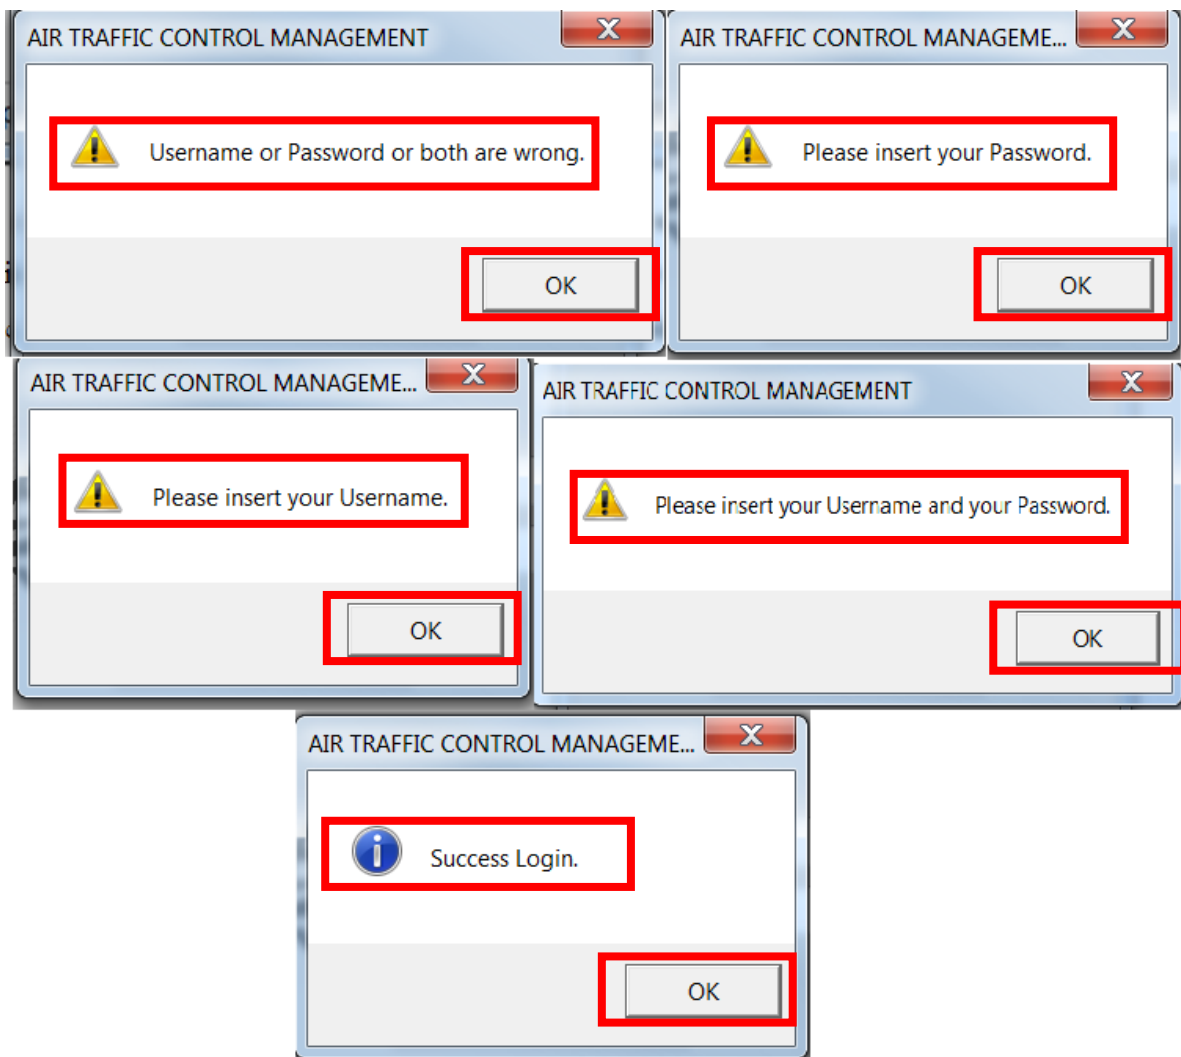 AIR TRAFFIC CONTROL MANAGEMENT
Username or Password or both are wrong.
OK
AIR TRAFFIC CONTROL MANAGEME...
Please insert your Password.
OK
AIR TRAFFIC CONTROL MANAGEME...
Please insert your Username.
OK
AIR TRAFFIC CONTROL MANAGEMENT
Please insert your Username and your Password.
OK
AIR TRAFFIC CONTROL MANAGEME...
Success Login.
OK